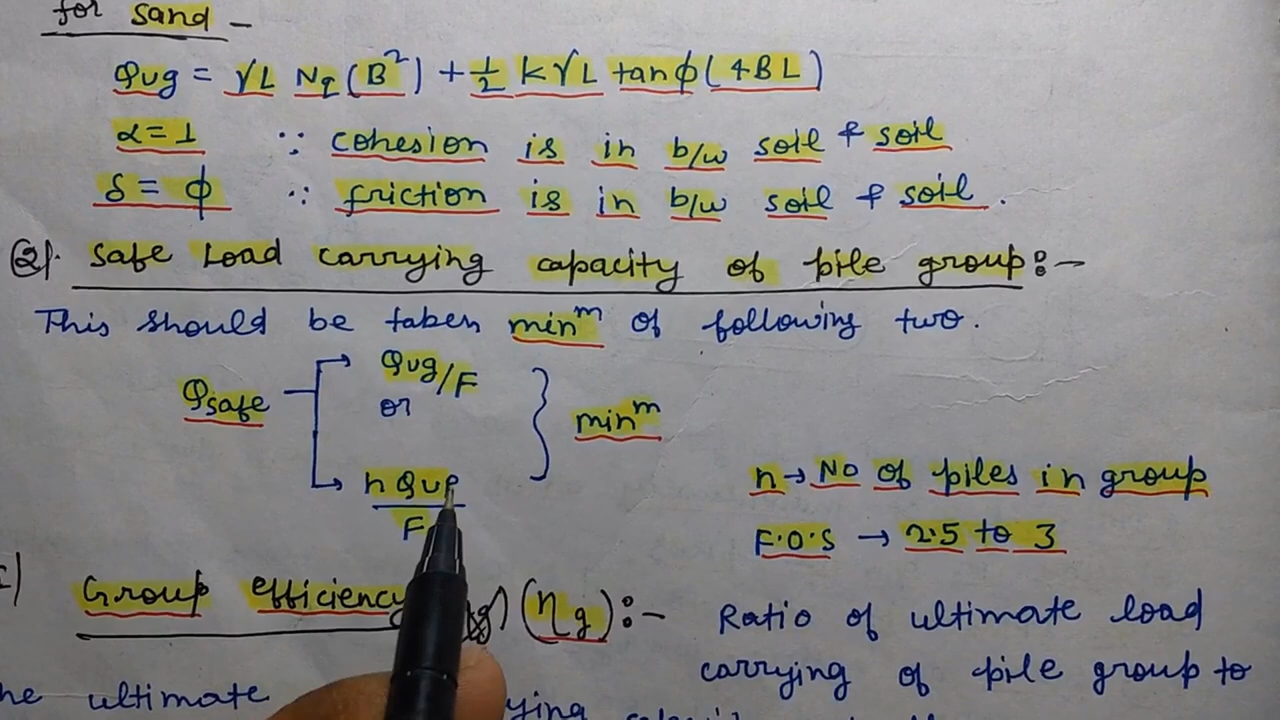 for sand -
Qug = γL Nq (B²) + 1/2 KγL tanφ (4BL)
α = 1 ∵ cohesion is in b/w soil & soil
δ = φ ∴ friction is in b/w soil & soil.
(2). Safe Load carrying capacity of pile group:-
This should be taken minᵐ of following two.
Qsafe → Qug/F
or
minᵐ
→ n Qup
F
n → No of piles in group
F.O.S → 2.5 to 3
Group efficiency (ηg) :-
Ratio of ultimate load
carrying of pile group to
ultimate